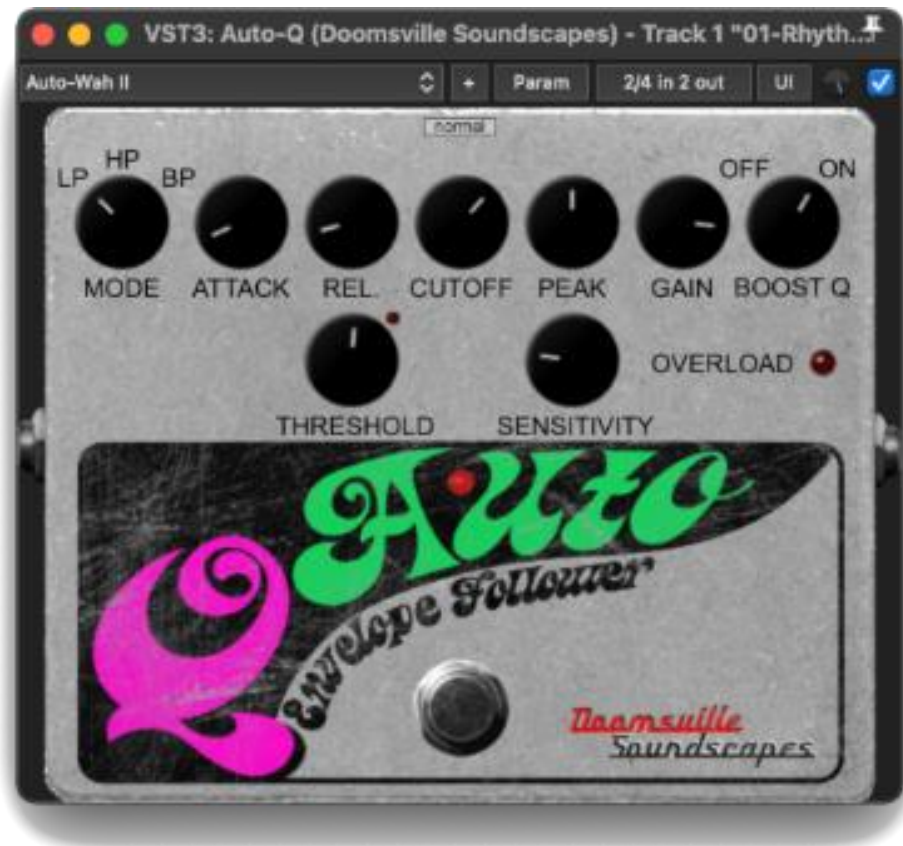 VST3: Auto-Q (Doomsville Soundscapes) - Track 1 "01-Rhyth...
Auto-Wah II + Param 2/4 in 2 out UI
normal
LP HP BP OFF ON
MODE ATTACK REL. CUTOFF PEAK GAIN BOOST Q
THRESHOLD SENSITIVITY OVERLOAD
Q Auto
Envelope Follower
Doomsville
Soundscapes